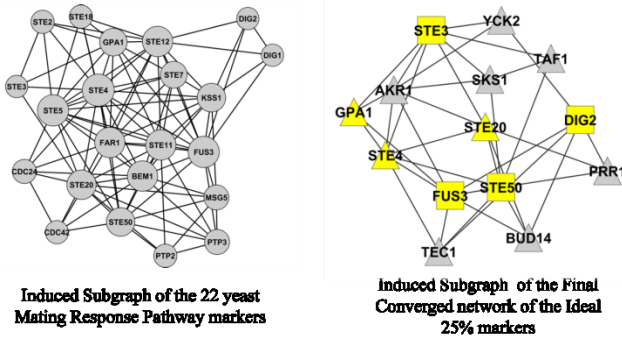 STE2
STE18
GPA1
STE12
DIG2
DIG1
STE7
STE3
STE4
KSS1
STE5
FAR1
STE11
FUS3
CDC24
STE20
BEM1
MSG5
CDC42
STE50
PTP3
PTP2
Induced Subgraph of the 22 yeast
Mating Response Pathway markers
STE3
YCK2
TAF1
AKR1
SKS1
GPA1
STE20
DIG2
STE4
PRR1
FUS3
STE50
TEC1
BUD14
Induced Subgraph of the Final
Converged network of the Ideal
25% markers